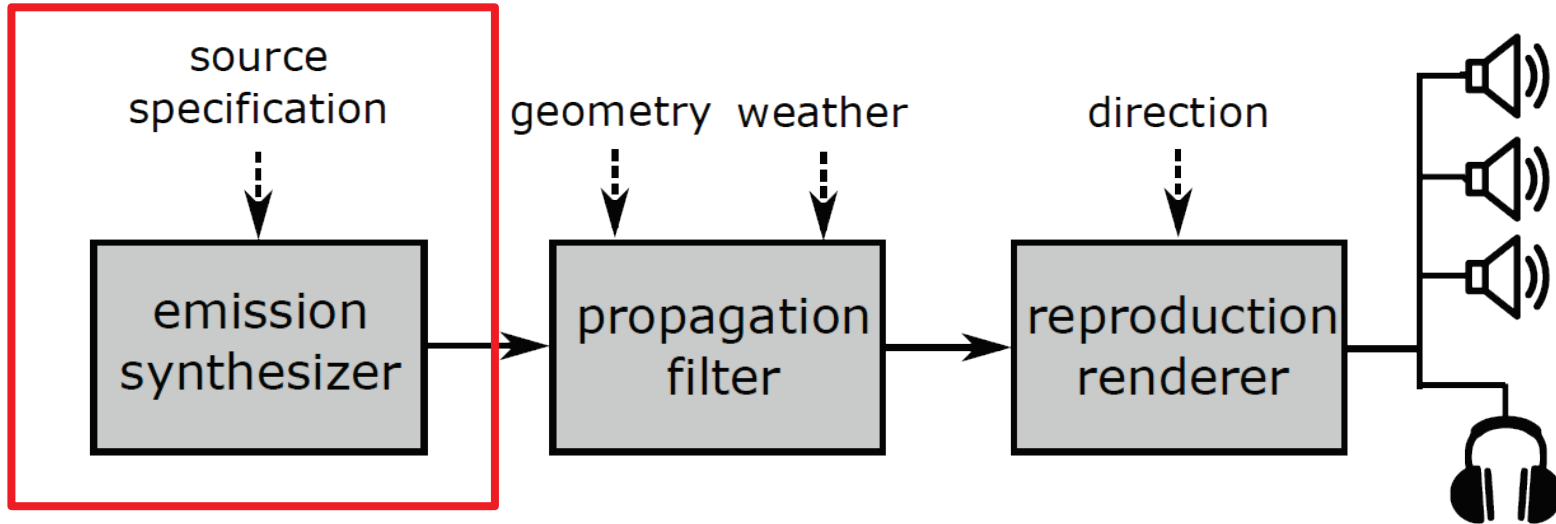 source
specification
geometry
weather
direction
emission
synthesizer
propagation
filter
reproduction
renderer